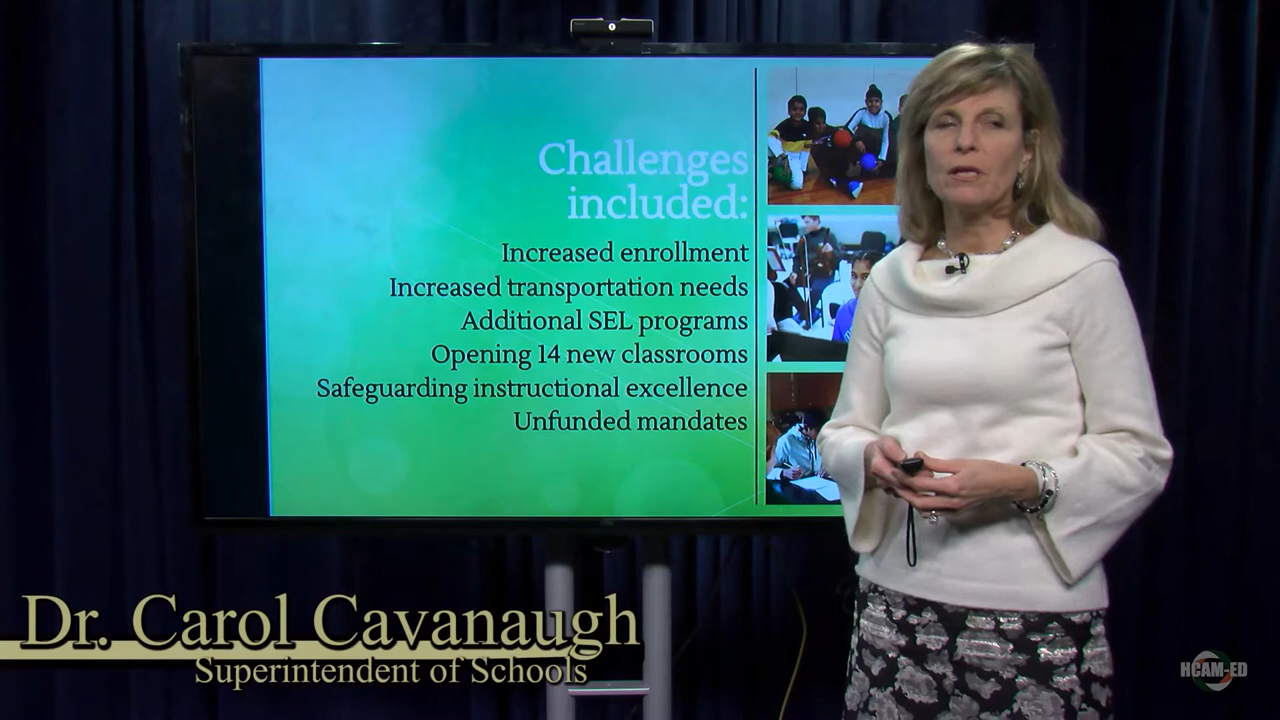 Challenges
included:
Increased enrollment
Increased transportation needs
Additional SEL programs
Opening 14 new classrooms
Safeguarding instructional excellence
Unfunded mandates
Dr. Carol Cavanaugh
Superintendent of Schools
HCAM-ED